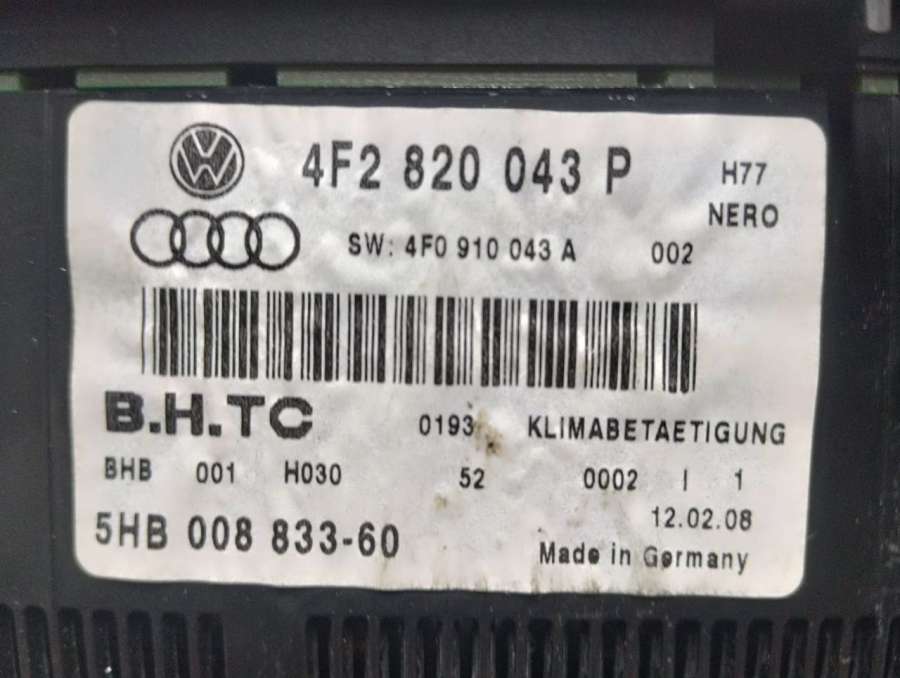 4F2 820 043 P H77
NERO
SW: 4F0 910 043 A 002
B.H.TC 0193 KLIMABETAETIGUNG
BHB 001 H030 52 0002 I 1
12.02.08
5HB 008 833-60 Made in Germany